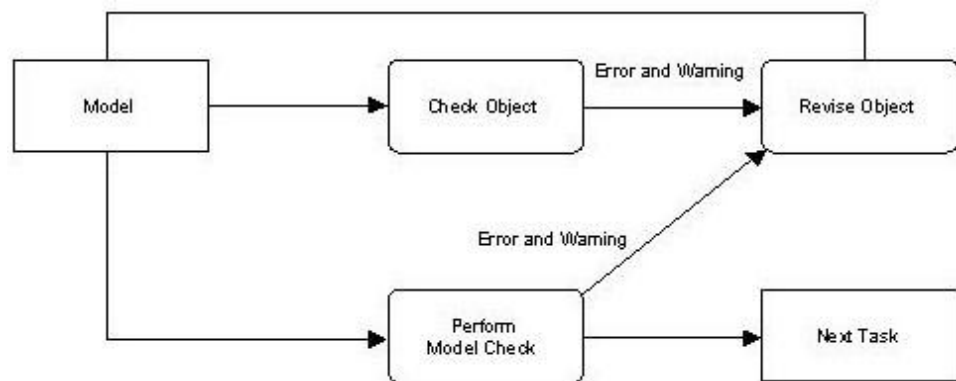 Error and Warning
Model
Check Object
Revise Object
Error and Warning
Perform
Model Check
Next Task